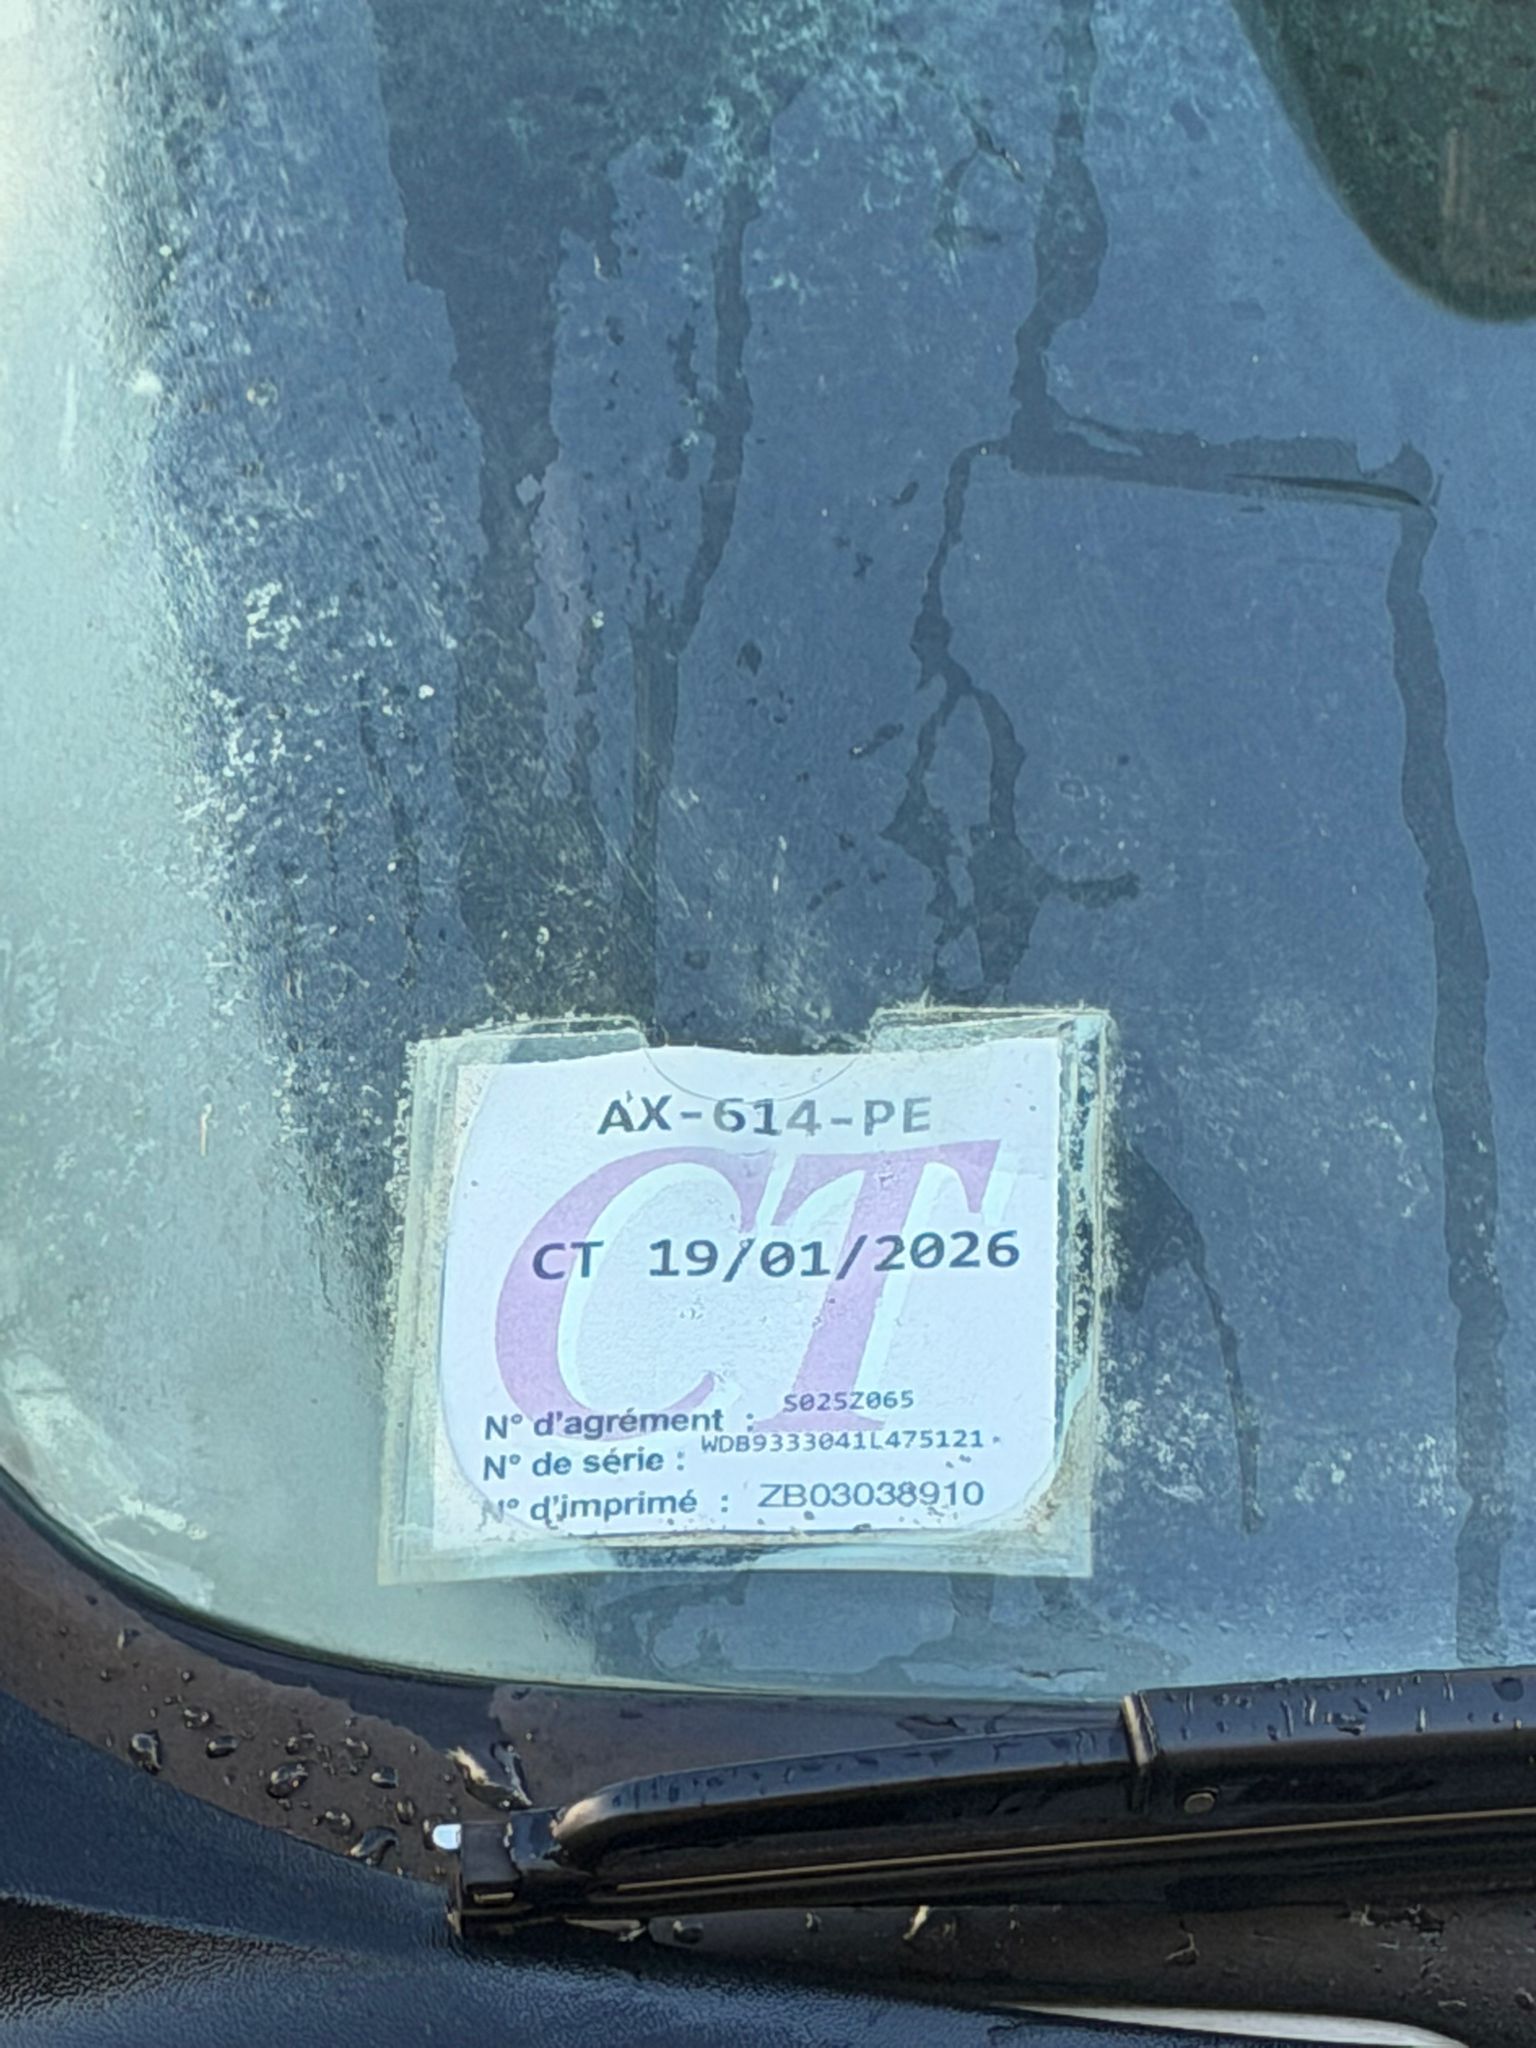 AX-614-PE
CT
CT 19/01/2026
N° d'agrément : S025Z065
N° de série : WDB9333041L475121
N° d'imprimé : ZB03038910